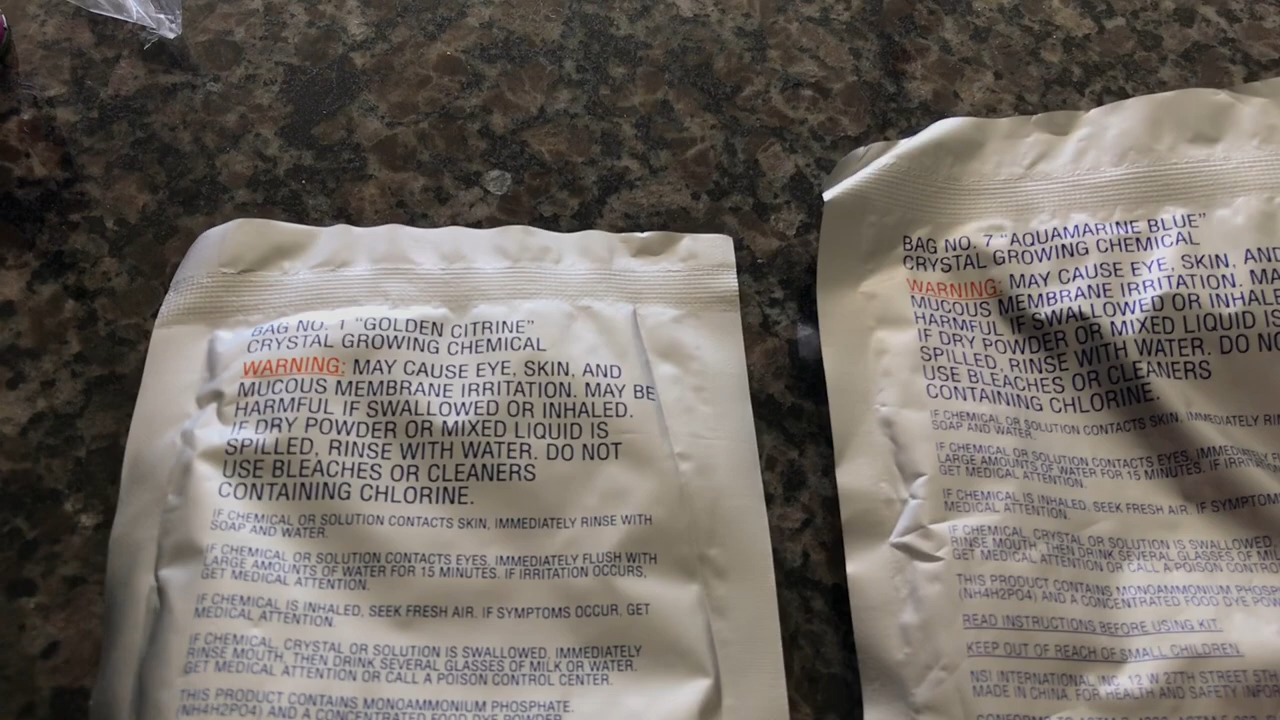 BAG NO. 1 "GOLDEN CITRINE"
CRYSTAL GROWING CHEMICAL
WARNING: MAY CAUSE EYE, SKIN, AND
MUCOUS MEMBRANE IRRITATION. MAY BE
HARMFUL IF SWALLOWED OR INHALED.
IF DRY POWDER OR MIXED LIQUID IS
SPILLED, RINSE WITH WATER. DO NOT
USE BLEACHES OR CLEANERS
CONTAINING CHLORINE.
IF CHEMICAL OR SOLUTION CONTACTS SKIN, IMMEDIATELY RINSE WITH
SOAP AND WATER.
IF CHEMICAL OR SOLUTION CONTACTS EYES, IMMEDIATELY FLUSH WITH
LARGE AMOUNTS OF WATER FOR 15 MINUTES. IF IRRITATION OCCURS,
GET MEDICAL ATTENTION.
IF CHEMICAL IS INHALED, SEEK FRESH AIR. IF SYMPTOMS OCCUR, GET
MEDICAL ATTENTION.
IF CHEMICAL, CRYSTAL OR SOLUTION IS SWALLOWED, IMMEDIATELY
RINSE MOUTH, THEN DRINK SEVERAL GLASSES OF MILK OR WATER.
GET MEDICAL ATTENTION OR CALL A POISON CONTROL CENTER.
THIS PRODUCT CONTAINS MONOAMMONIUM PHOSPHATE.
(NH4H2PO4) AND A CONCENTRATED FOOD DYE POWDER
BAG NO. 7 "AQUAMARINE BLUE"
CRYSTAL GROWING CHEMICAL
WARNING: MAY CAUSE EYE, SKIN, AND
MUCOUS MEMBRANE IRRITATION. MA
HARMFUL IF SWALLOWED OR INHALE
IF DRY POWDER OR MIXED LIQUID IS
SPILLED, RINSE WITH WATER. DO NO
USE BLEACHES OR CLEANERS
CONTAINING CHLORINE.
IF CHEMICAL OR SOLUTION CONTACTS SKIN, IMMEDIATELY RI
SOAP AND WATER.
IF CHEMICAL OR SOLUTION CONTACTS EYES, IMMEDIATELY FL
LARGE AMOUNTS OF WATER FOR 15 MINUTES. IF IRRITATION
GET MEDICAL ATTENTION.
IF CHEMICAL IS INHALED, SEEK FRESH AIR. IF SYMPTOM
MEDICAL ATTENTION.
IF CHEMICAL, CRYSTAL OR SOLUTION IS SWALLOWED,
RINSE MOUTH, THEN DRINK SEVERAL GLASSES OF MIL
GET MEDICAL ATTENTION OR CALL A POISON CONTRO
THIS PRODUCT CONTAINS MONOAMMONIUM PHOSP
(NH4H2PO4) AND A CONCENTRATED FOOD DYE POW
READ INSTRUCTIONS BEFORE USING KIT.
KEEP OUT OF REACH OF SMALL CHILDREN.
NSI INTERNATIONAL INC. 12 W 27TH STREET 5TH
MADE IN CHINA. FOR HEALTH AND SAFETY INFOR